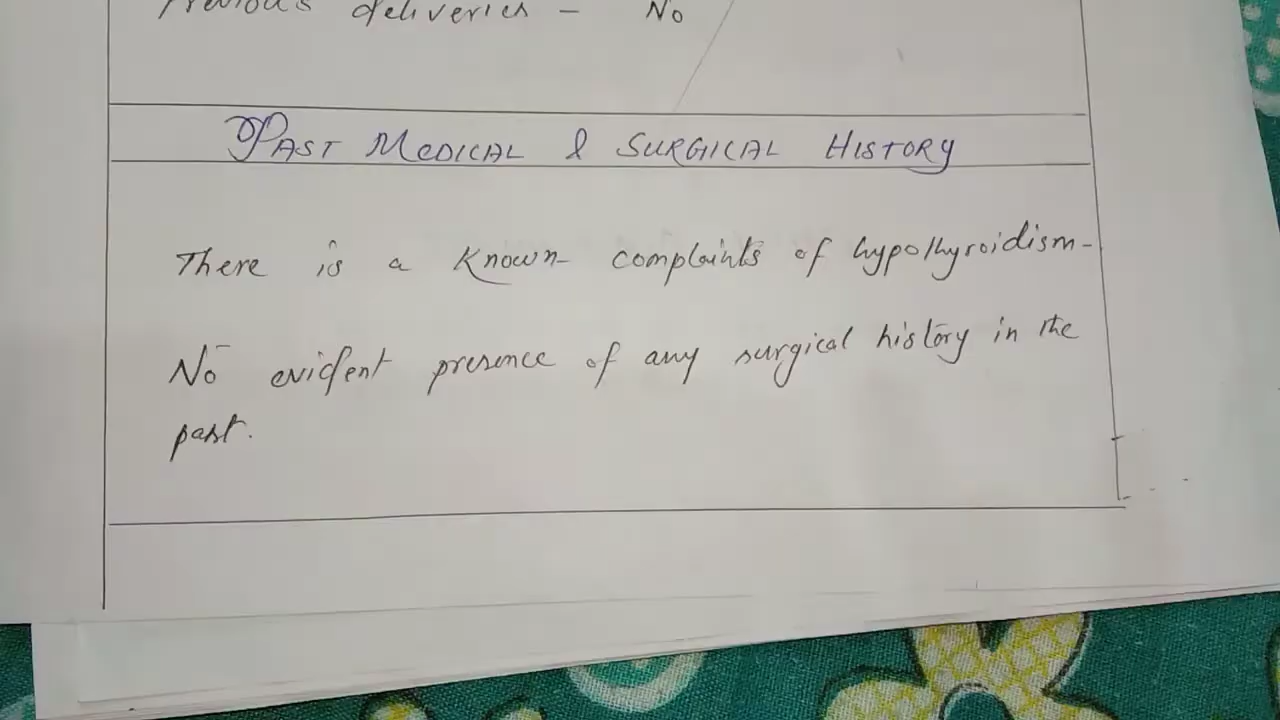 Previous deliveries - No
PAST MEDICAL & SURGICAL HISTORY
There is a known complaints of hypothyroidism-
No evident presence of any surgical history in the
past.